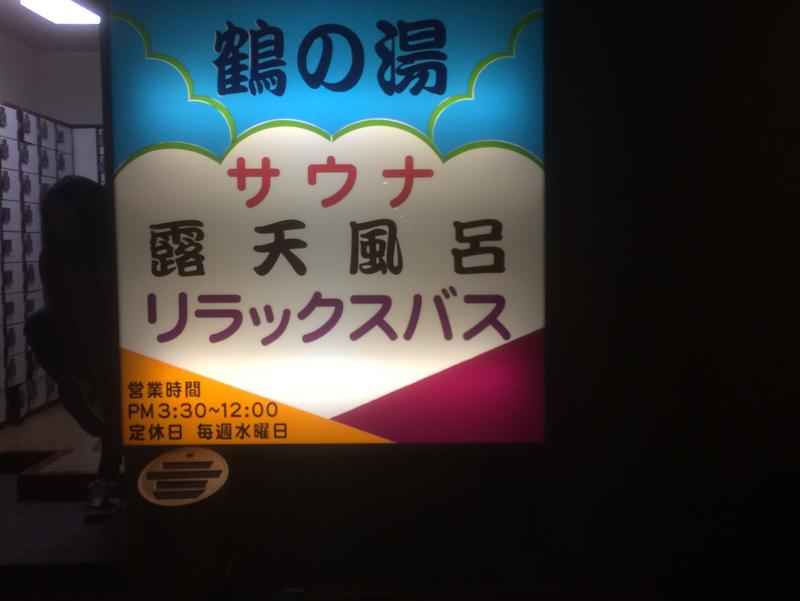 鶴の湯
サウナ
露天風呂
リラックスバス
営業時間
PM3:30~12:00
定休日 毎週水曜日